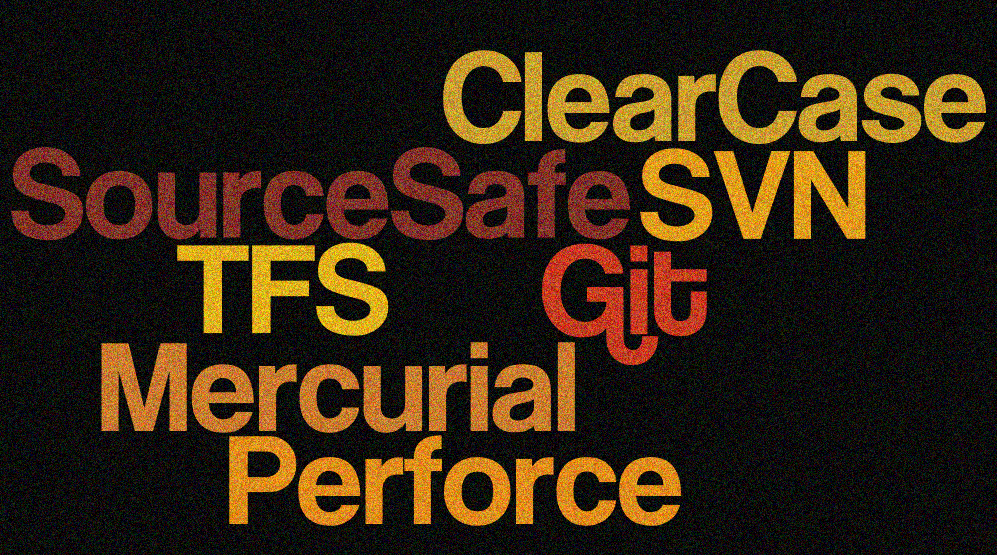 ClearCase
SourceSafe SVN
TFS Git
Mercurial
Perforce